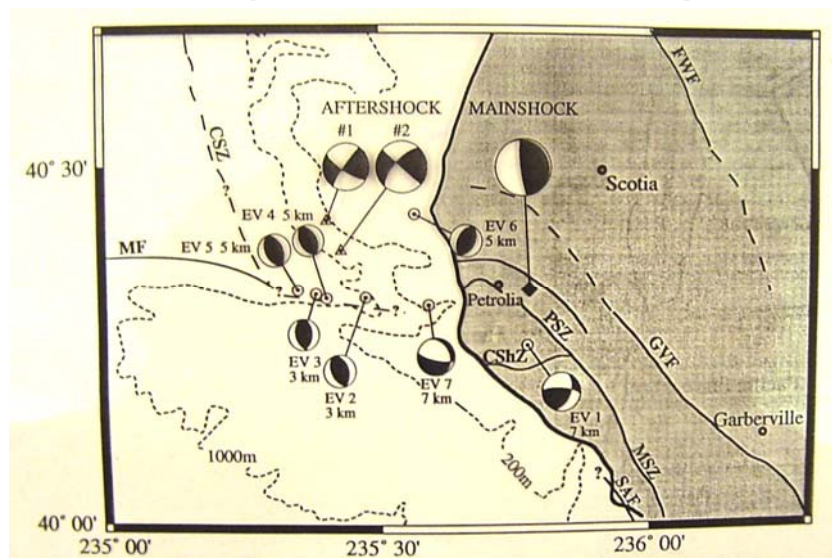 FWF
AFTERSHOCK MAINSHOCK
#1 #2
CSZ
?
40° 30'
Scotia
EV 4 5 km
EV 6
5 km
EV 5 5 km
MF
?
?
Petrolia
PSZ
GVF
CShZ
EV 3
3 km
EV 2
3 km
EV 7
7 km
EV 1
7 km
Garberville
1000m
200m
MSZ
?
SAF
40° 00'
235° 00' 235° 30' 236° 00'